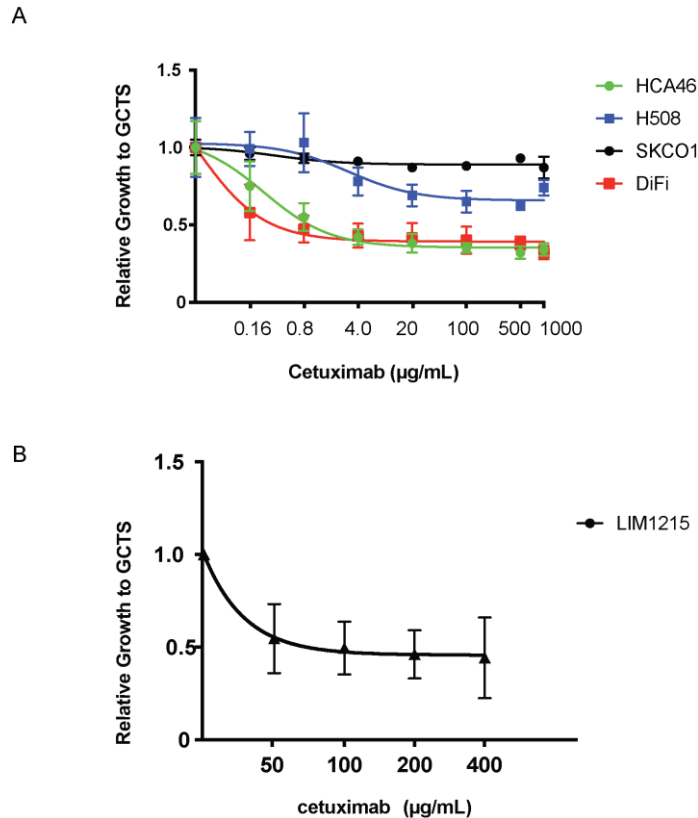 A
Relative Growth to GCTS
1.5
1.0
0.5
0
0.16 0.8 4.0 20 100 500 1000
Cetuximab (µg/mL)
HCA46
H508
SKCO1
DiFi
B
Relative Growth to GCTS
1.5
1.0
0.5
0
50 100 200 400
cetuximab (µg/mL)
LIM1215